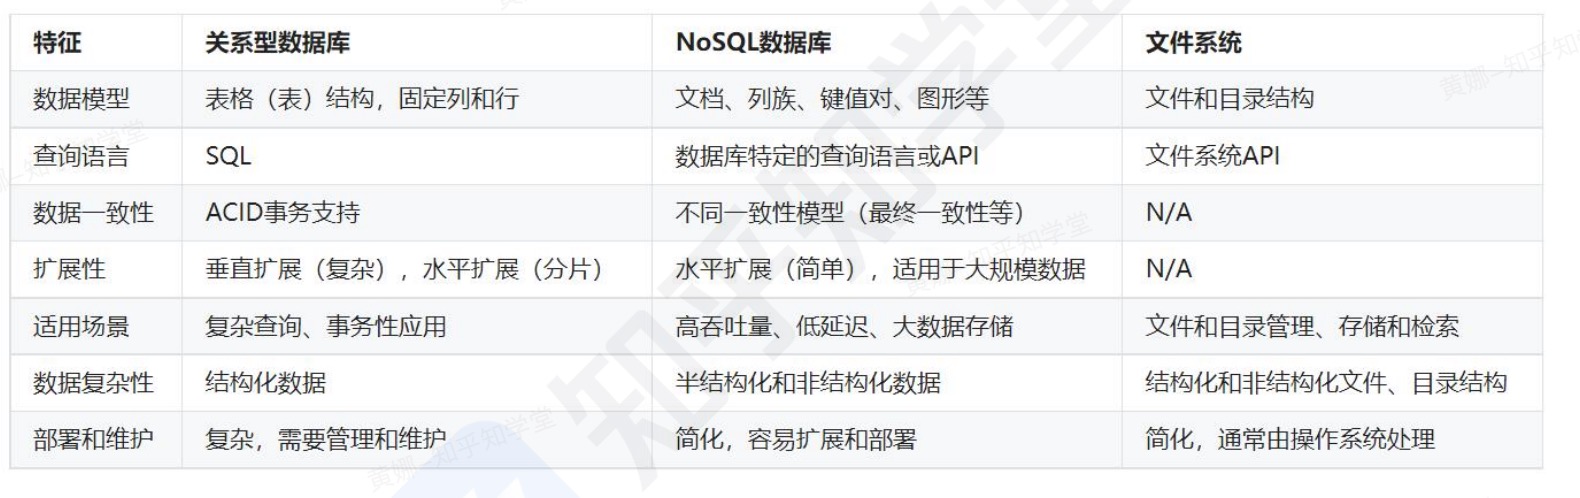 特征 关系型数据库 NoSQL数据库 文件系统
数据模型 表格（表）结构，固定列和行 文档、列族、键值对、图形等 文件和目录结构
查询语言 SQL 数据库特定的查询语言或API 文件系统API
数据一致性 ACID事务支持 不同一致性模型（最终一致性等） N/A
扩展性 垂直扩展（复杂），水平扩展（分片） 水平扩展（简单），适用于大规模数据 N/A
适用场景 复杂查询、事务性应用 高吞吐量、低延迟、大数据存储 文件和目录管理、存储和检索
数据复杂性 结构化数据 半结构化和非结构化数据 结构化和非结构化文件、目录结构
部署和维护 复杂，需要管理和维护 简化，容易扩展和部署 简化，通常由操作系统处理
知乎知学堂
黄娜-知乎知学堂